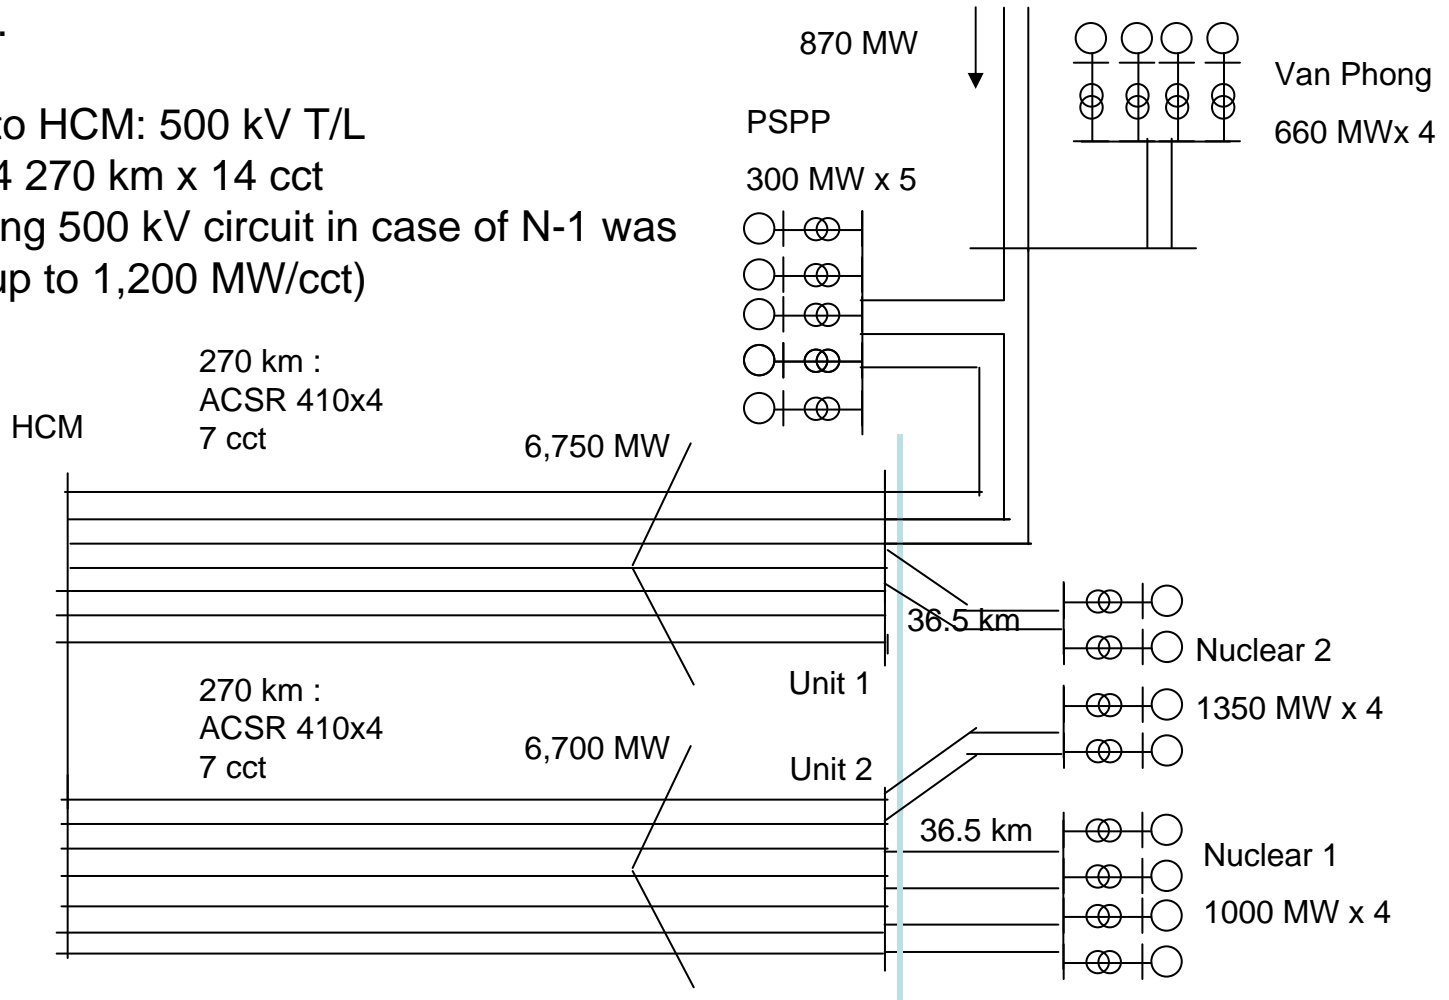 to HCM: 500 kV T/L
4 270 km x 14 cct
ng 500 kV circuit in case of N-1 was
up to 1,200 MW/cct)
870 MW
PSPP
300 MW x 5
Van Phong
660 MWx 4
270 km :
ACSR 410x4
7 cct
HCM
6,750 MW
36.5 km
Unit 1
Nuclear 2
1350 MW x 4
270 km :
ACSR 410x4
7 cct
6,700 MW
Unit 2
36.5 km
Nuclear 1
1000 MW x 4